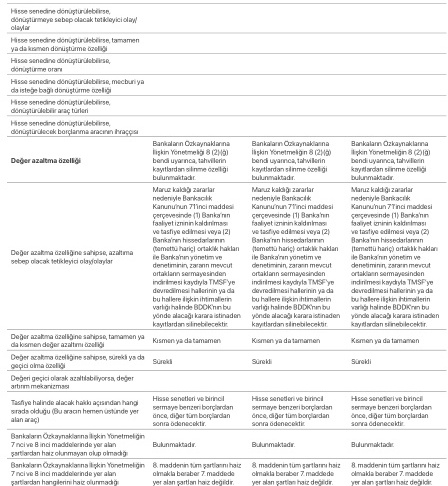 Hisse senedine dönüştürülebilirse,
dönüştürmeye sebep olacak tetikleyici olay/
olaylar
Hisse senedine dönüştürülebilirse, tamamen
ya da kısmen dönüştürme özelliği
Hisse senedine dönüştürülebilirse,
dönüştürme oranı
Hisse senedine dönüştürülebilirse, mecburi ya
da isteğe bağlı dönüştürme özelliği
Hisse senedine dönüştürülebilirse,
dönüştürülebilir araç türleri
Hisse senedine dönüştürülebilirse,
dönüştürülecek borçlanma aracının ihraççısı
Değer azaltma özelliği
Bankaların Özkaynaklarına
İlişkin Yönetmeliği 8 (2)(ğ)
bendi uyarınca, tahvillerin
kayıtlardan silinme özelliği
bulunmaktadır.
Bankaların Özkaynaklarına
İlişkin Yönetmeliğin 8 (2)(ğ)
bendi uyarınca, tahvillerin
kayıtlardan silinme özelliği
bulunmaktadır.
Bankaların Özkaynaklarına
İlişkin Yönetmeliğin 8 (2)(ğ)
bendi uyarınca, tahvillerin
kayıtlardan silinme özelliği
bulunmaktadır.
Değer azaltma özelliğine sahipse, azaltıma
sebep olacak tetikleyici olay/olaylar
Maruz kaldığı zararlar
nedeniyle Bankacılık
Kanunu'nun 71'inci maddesi
çerçevesinde (1) Banka'nın
faaliyet izninin kaldırılması
ve tasfiye edilmesi veya (2)
Banka'nın hissedarlarının
(temettü hariç) ortaklık hakları
ile Banka'nın yönetim ve
denetiminin, zararın mevcut
ortakların sermayesinden
indirilmesi kaydıyla TMSF'ye
devredilmesi hallerinin ya da
bu hallere ilişkin ihtimallerin
varlığı halinde BDDK'nın bu
yönde alacağı karara istinaden
kayıtlardan silinebilecektir.
Maruz kaldığı zararlar
nedeniyle Bankacılık
Kanunu'nun 71'inci maddesi
çerçevesinde (1) Banka'nın
faaliyet izninin kaldırılması
ve tasfiye edilmesi veya (2)
Banka'nın hissedarlarının
(temettü hariç) ortaklık hakları
ile Banka'nın yönetim ve
denetiminin, zararın mevcut
ortakların sermayesinden
indirilmesi kaydıyla TMSF'ye
devredilmesi hallerinin ya da
bu hallere ilişkin ihtimallerin
varlığı halinde BDDK'nın bu
yönde alacağı karara istinaden
kayıtlardan silinebilecektir.
Maruz kaldığı zararlar
nedeniyle Bankacılık
Kanunu'nun 71'inci maddesi
çerçevesinde (1) Banka'nın
faaliyet izninin kaldırılması
ve tasfiye edilmesi veya (2)
Banka'nın hissedarlarının
(temettü hariç) ortaklık hakları
ile Banka'nın yönetim ve
denetiminin, zararın mevcut
ortakların sermayesinden
indirilmesi kaydıyla TMSF'ye
devredilmesi hallerinin ya da
bu hallere ilişkin ihtimallerin
varlığı halinde BDDK'nın bu
yönde alacağı karara istinaden
kayıtlardan silinebilecektir.
Değer azaltma özelliğine sahipse, tamamen ya
da kısmen değer azaltımı özelliği
Kısmen ya da tamamen
Kısmen ya da tamamen
Kısmen ya da tamamen
Değer azaltma özelliğine sahipse, sürekli ya da
geçici olma özelliği
Sürekli
Sürekli
Sürekli
Değeri geçici olarak azaltılabiliyorsa, değer
artırım mekanizması
Tasfiye halinde alacak hakkı açısından hangi
sırada olduğu (Bu aracın hemen üstünde yer
alan araç)
Hisse senetleri ve birincil
sermaye benzeri borçlardan
önce, diğer tüm borçlardan
sonra ödenecektir.
Hisse senetleri ve birincil
sermaye benzeri borçlardan
önce, diğer tüm borçlardan
sonra ödenecektir.
Hisse senetleri ve birincil
sermaye benzeri borçlardan
önce, diğer tüm borçlardan
sonra ödenecektir.
Bankaların Özkaynaklarına İlişkin Yönetmeliğin
7 nci ve 8 inci maddelerinde yer alan
şartlardan haiz olunmayan olup olmadığı
Bulunmaktadır.
Bulunmaktadır.
Bulunmaktadır.
Bankaların Özkaynaklarına İlişkin Yönetmeliğin
7 nci ve 8 inci maddelerinde yer alan
şartlardan hangilerini haiz olunmadığı
8. maddenin tüm şartlarını haiz
olmakla beraber 7. maddede
yer alan şartları haiz değildir.
8. maddenin tüm şartlarını haiz
olmakla beraber 7. maddede
yer alan şartları haiz değildir.
8. maddenin tüm şartlarını haiz
olmakla beraber 7. maddede
yer alan şartları haiz değildir.